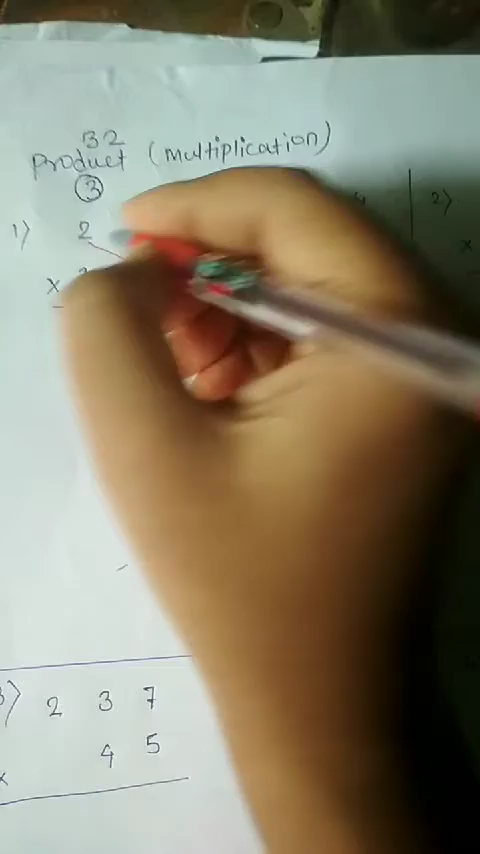 32
Product (Multiplication)
3
1) 2
x
2)
x
3) 2 3 7
x 4 5